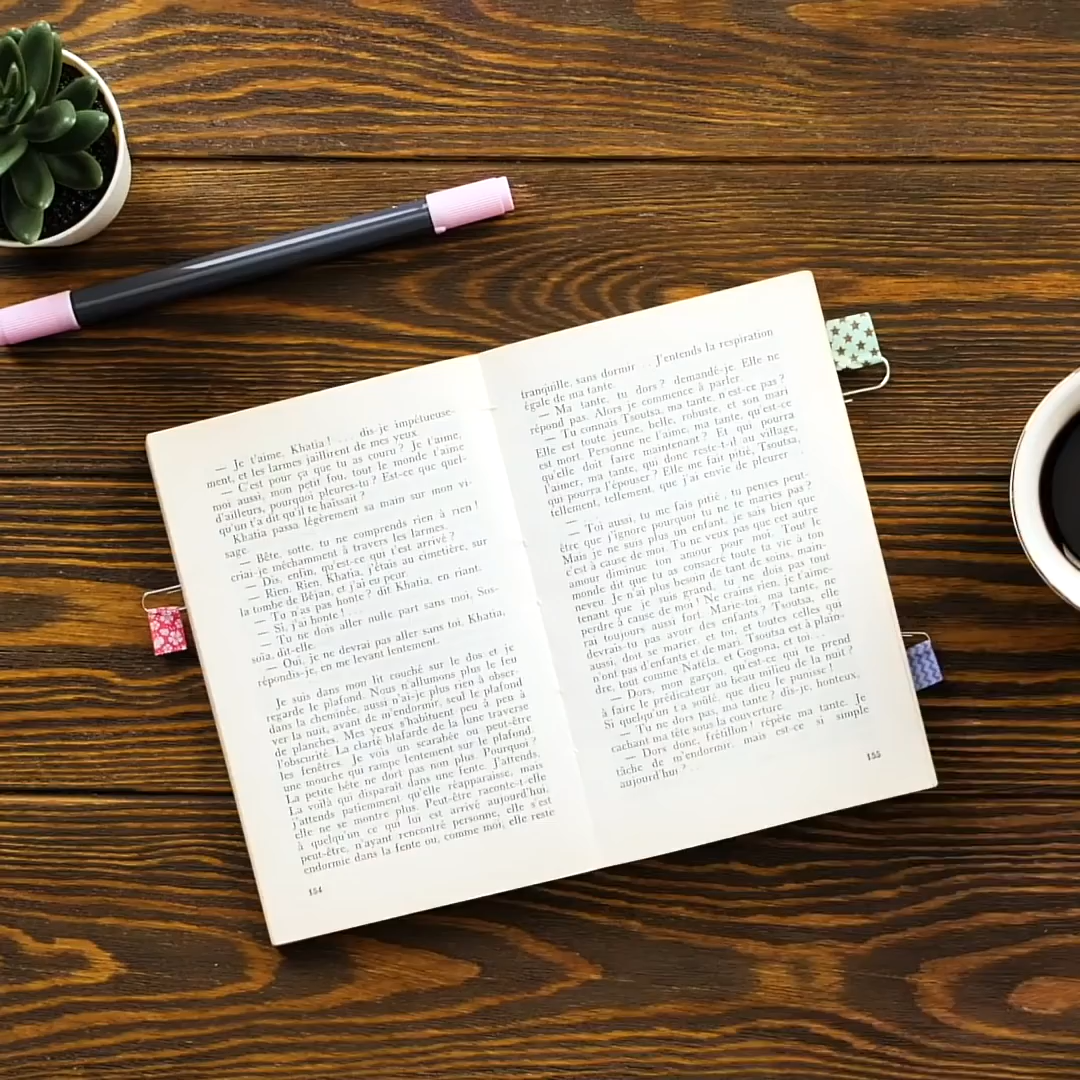 — Je t'aime, Khatia ! . . . dis-je impétueuse-
ment, et les larmes jaillirent de mes yeux.
— C'est pour ça que tu as couru ? Je t'aime,
moi aussi, mon petit fou, tout le monde t'aime
d'ailleurs, pourquoi pleures-tu ? Est-ce que quel-
qu'un t'a dit qu'il te haïssait ?
Khatia passa légèrement sa main sur mon vi-
sage.
— Bête, sotte, tu ne comprends rien à rien !
criai-je méchamment à travers les larmes.
— Dis, enfin, qu'est-ce qui t'est arrivé ?
— Rien. Rien, Khatia, j'étais au cimetière, sur
la tombe de Béjan, et j'ai eu peur.
— Tu n'as pas honte ? dit Khatia, en riant.
— Si, j'ai honte . . .
— Tu ne dois aller nulle part sans moi, Sos-
soïa, dit-elle.
— Oui, je ne devrai pas aller sans toi, Khatia,
répondis-je, en me levant lentement.
Je suis dans mon lit couché sur le dos et je
regarde le plafond. Nous n'allumons plus le feu
dans la cheminée, aussi n'ai-je plus rien à obser-
ver la nuit, avant de m'endormir, seul le plafond
de planches. Mes yeux s'habituent peu à peu à
l'obscurité. La clarté blafarde de la lune traverse
les fenêtres. Je vois un scarabée ou peut-être
une mouche qui rampe lentement sur le plafond.
La petite bête ne dort pas non plus. Pourquoi ?
La voilà qui disparaît dans une fente. J'attends,
j'attends patiemment qu'elle réapparaisse, mais
elle ne se montre plus. Peut-être raconte-t-elle
à quelqu'un ce qui lui est arrivé aujourd'hui,
peut-être, n'ayant rencontré personne, elle s'est
endormie dans la fente ou, comme moi, elle reste
154
tranquille, sans dormir . . . J'entends la respiration
égale de ma tante.
— Ma tante, tu dors ? demandé-je. Elle ne
répond pas. Alors je commence à parler.
— Tu connais Tsoutsa, ma tante, n'est-ce pas ?
Elle est toute jeune, belle, robuste, et son mari
est mort. Personne ne l'aime, ma tante, qu'est-ce
qu'elle doit faire maintenant ? Et qui pourra
l'aimer, ma tante, qui donc reste-t-il au village,
qui pourra l'épouser ? Elle me fait pitié, Tsoutsa,
tellement, tellement, que j'ai envie de pleurer . . .
— Toi aussi, tu me fais pitié ; tu penses peut-
être que j'ignore pourquoi tu ne te maries pas ?
Mais je ne suis plus un enfant, je sais bien que
c'est à cause de moi. Tu ne veux pas que cet autre
amour diminue ton amour pour moi. Tout le
monde dit que tu as consacré toute ta vie à ton
neveu. Je n'ai plus besoin de tant de soins, main-
tenant que je suis grand, tu ne dois pas tout
perdre à cause de moi ! Ne crains rien, je t'aime-
rai toujours aussi fort. Marie-toi, ma tante, ne
devrais-tu pas avoir des enfants ? Tsoutsa, elle
aussi, doit se marier, et toi, et toutes celles qui
n'ont pas d'enfants et de mari. Tsoutsa est à plain-
dre, tout comme Natéla, et Gogona, et toi . . .
— Dors, mon garçon, qu'est-ce qui te prend
à faire le prédicateur au beau milieu de la nuit ?
Si quelqu'un t'a soûlé, que dieu le punisse !
— Tu ne dors pas, ma tante ? dis-je, honteux,
cachant ma tête sous la couverture.
— Dors donc, frétillon ! répète ma tante. Je
tâche de m'endormir, mais est-ce si simple
aujourd'hui ? . . .
155